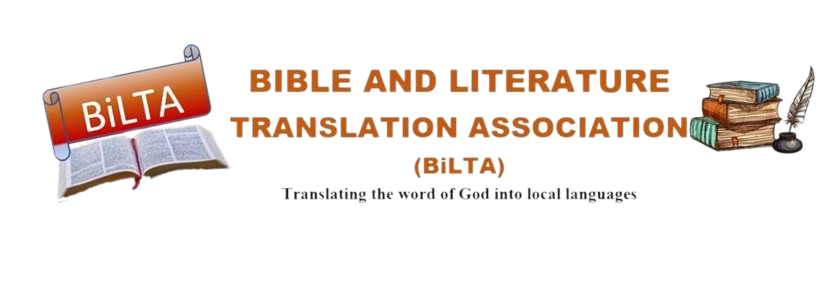 BiLTA
BIBLE AND LITERATURE
TRANSLATION ASSOCIATION
(BiLTA)
Translating the word of God into local languages